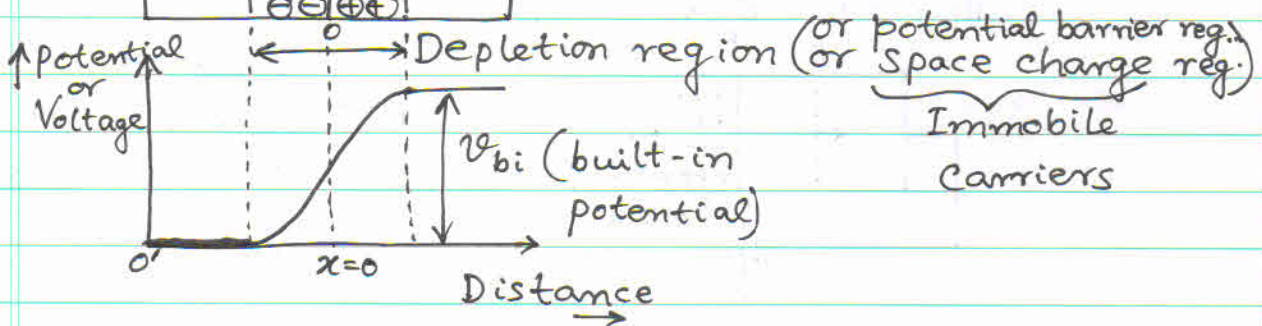 ⊖⊖⊕⊕
0
↑ potential or Voltage
Depletion region (or potential barrier reg. or space charge reg.)
Immobile Carriers
V_bi (built-in potential)
0'
x=0
Distance →